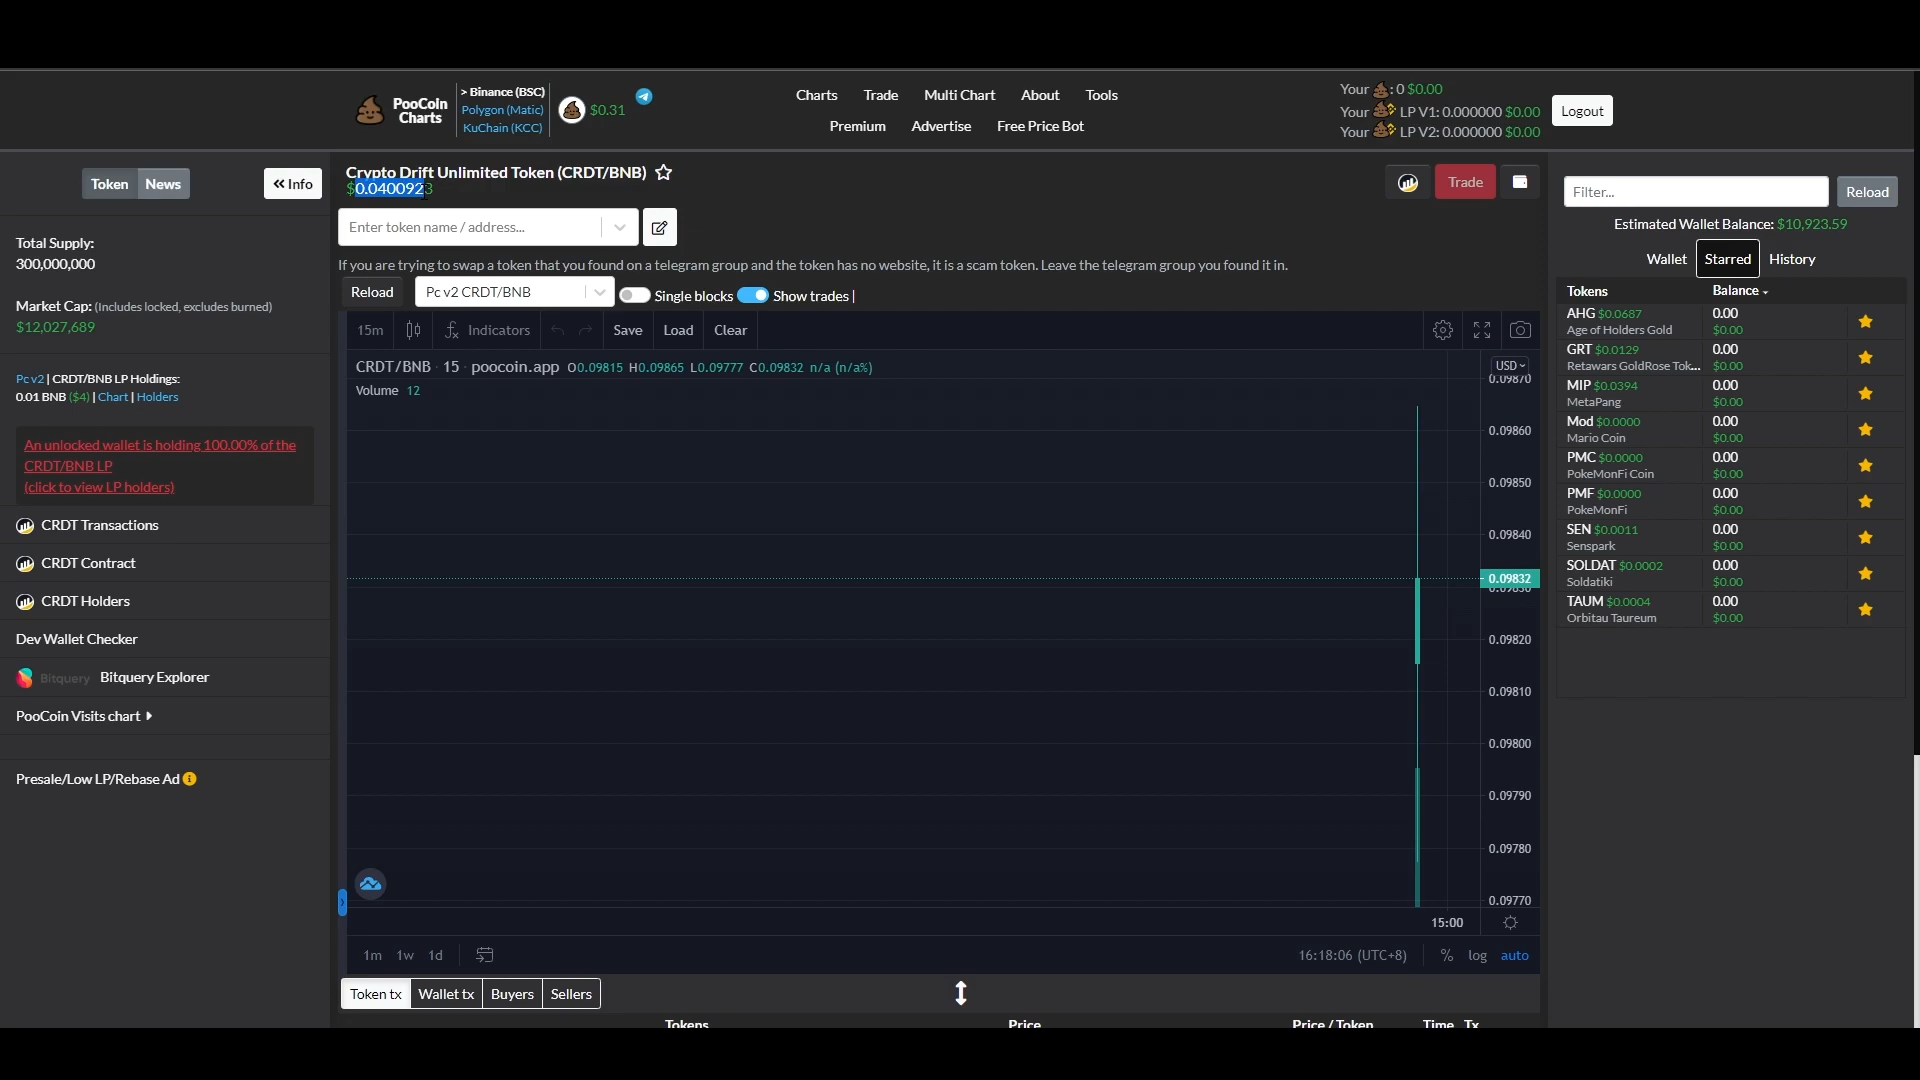 PooCoin
Charts
> Binance (BSC)
Polygon (Matic)
KuChain (KCC)
$0.31
Charts
Trade
Multi Chart
About
Tools
Premium
Advertise
Free Price Bot
Your : 0 $0.00
Your LP V1: 0.000000 $0.00
Your LP V2: 0.000000 $0.00
Logout
Token
News
« Info
Total Supply:
300,000,000
Market Cap: (Includes locked, excludes burned)
$12,027,689
Pc v2 | CRDT/BNB LP Holdings:
0.01 BNB ($4) | Chart | Holders
An unlocked wallet is holding 100.00% of the
CRDT/BNB LP
(click to view LP holders)
CRDT Transactions
CRDT Contract
CRDT Holders
Dev Wallet Checker
Bitquery Bitquery Explorer
PooCoin Visits chart
Presale/Low LP/Rebase Ad
Crypto Drift Unlimited Token (CRDT/BNB)
$0.0400923
Trade
Enter token name / address...
If you are trying to swap a token that you found on a telegram group and the token has no website, it is a scam token. Leave the telegram group you found it in.
Reload
Pc v2 CRDT/BNB
Single blocks
Show trades |
15m
Indicators
Save
Load
Clear
CRDT/BNB · 15 · poocoin.app O0.09815 H0.09865 L0.09777 C0.09832 n/a (n/a%)
Volume 12
USD
0.09870
0.09860
0.09850
0.09840
0.09832
0.09830
0.09820
0.09810
0.09800
0.09790
0.09780
0.09770
15:00
1m 1w 1d
16:18:06 (UTC+8)
% log auto
Token tx
Wallet tx
Buyers
Sellers
Tokens
Price
Price / Token
Time
Tx
Filter...
Reload
Estimated Wallet Balance: $10,923.59
Wallet
Starred
History
Tokens
Balance
AHG $0.0687 0.00
Age of Holders Gold $0.00
GRT $0.0129 0.00
Retawars GoldRose Tok... $0.00
MIP $0.0394 0.00
MetaPang $0.00
Mod $0.0000 0.00
Mario Coin $0.00
PMC $0.0000 0.00
PokeMonFi Coin $0.00
PMF $0.0000 0.00
PokeMonFi $0.00
SEN $0.0011 0.00
Senspark $0.00
SOLDAT $0.0002 0.00
Soldatiki $0.00
TAUM $0.0004 0.00
Orbitau Taureum $0.00